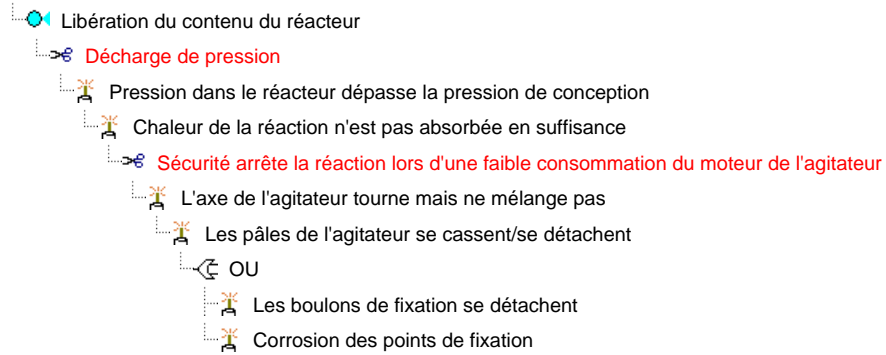 Libération du contenu du réacteur
Décharge de pression
Pression dans le réacteur dépasse la pression de conception
Chaleur de la réaction n'est pas absorbée en suffisance
Sécurité arrête la réaction lors d'une faible consommation du moteur de l'agitateur
L'axe de l'agitateur tourne mais ne mélange pas
Les pâles de l'agitateur se cassent/se détachent
OU
Les boulons de fixation se détachent
Corrosion des points de fixation